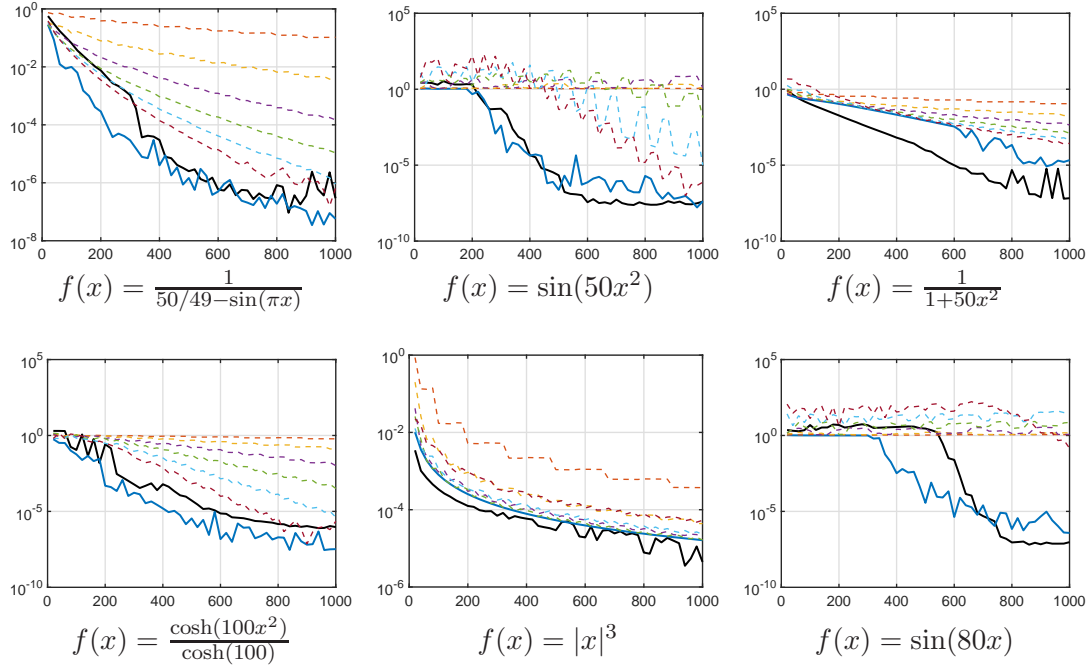 10^0
10^-2
10^-4
10^-6
10^-8
0 200 400 600 800 1000
f(x) = 1/(50/49−sin(πx))
10^5
10^0
10^-5
10^-10
0 200 400 600 800 1000
f(x) = sin(50x^2)
10^5
10^0
10^-5
10^-10
0 200 400 600 800 1000
f(x) = 1/(1+50x^2)
10^5
10^0
10^-5
10^-10
0 200 400 600 800 1000
f(x) = cosh(100x^2)/cosh(100)
10^0
10^-2
10^-4
10^-6
0 200 400 600 800 1000
f(x) = |x|^3
10^5
10^0
10^-5
10^-10
0 200 400 600 800 1000
f(x) = sin(80x)